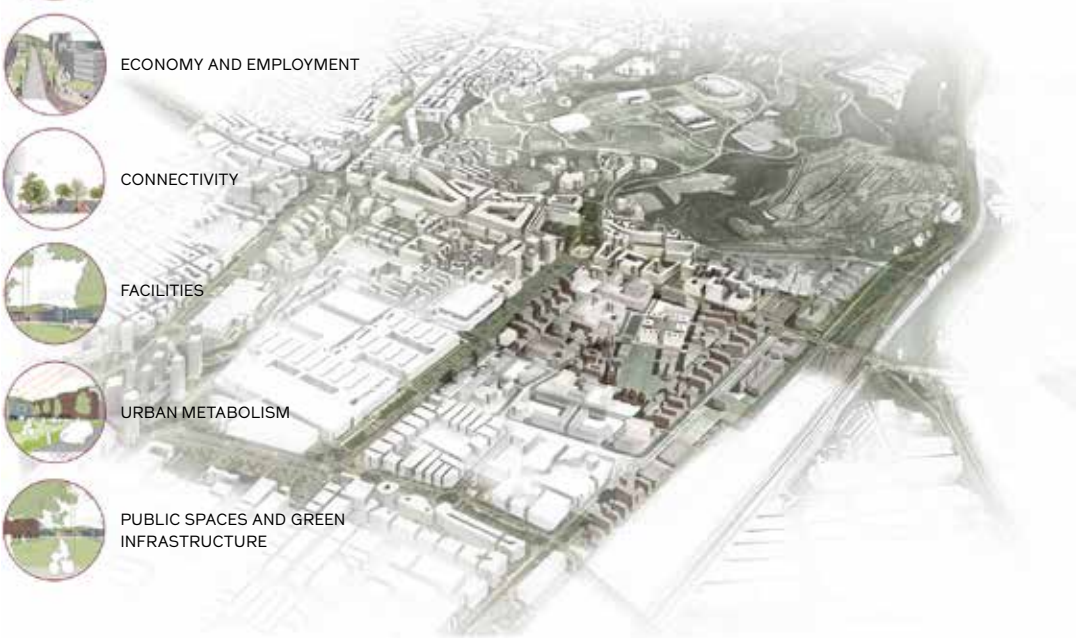 ECONOMY AND EMPLOYMENT
CONNECTIVITY
FACILITIES
URBAN METABOLISM
PUBLIC SPACES AND GREEN
INFRASTRUCTURE